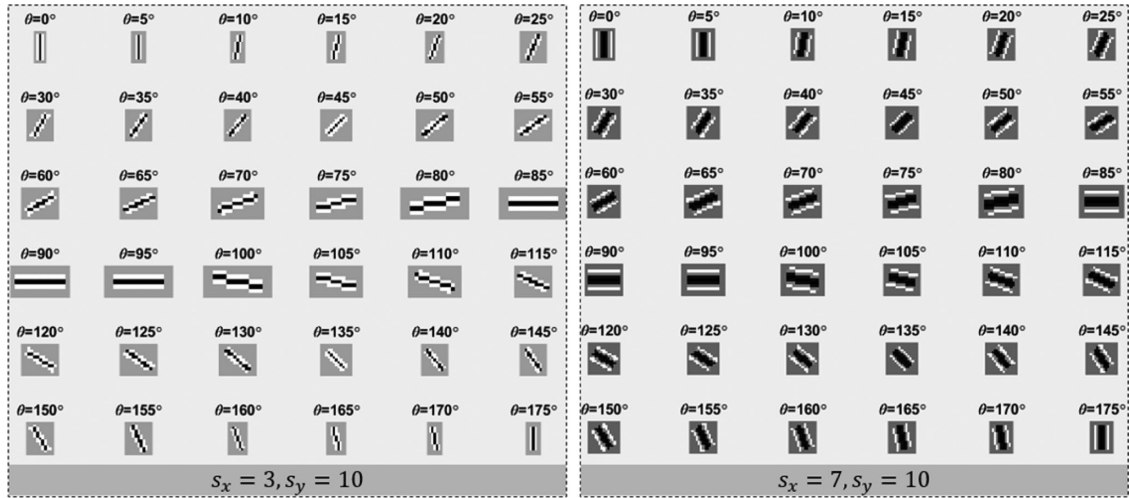 θ=0° θ=5° θ=10° θ=15° θ=20° θ=25°
θ=30° θ=35° θ=40° θ=45° θ=50° θ=55°
θ=60° θ=65° θ=70° θ=75° θ=80° θ=85°
θ=90° θ=95° θ=100° θ=105° θ=110° θ=115°
θ=120° θ=125° θ=130° θ=135° θ=140° θ=145°
θ=150° θ=155° θ=160° θ=165° θ=170° θ=175°
s_x = 3, s_y = 10
θ=0° θ=5° θ=10° θ=15° θ=20° θ=25°
θ=30° θ=35° θ=40° θ=45° θ=50° θ=55°
θ=60° θ=65° θ=70° θ=75° θ=80° θ=85°
θ=90° θ=95° θ=100° θ=105° θ=110° θ=115°
θ=120° θ=125° θ=130° θ=135° θ=140° θ=145°
θ=150° θ=155° θ=160° θ=165° θ=170° θ=175°
s_x = 7, s_y = 10